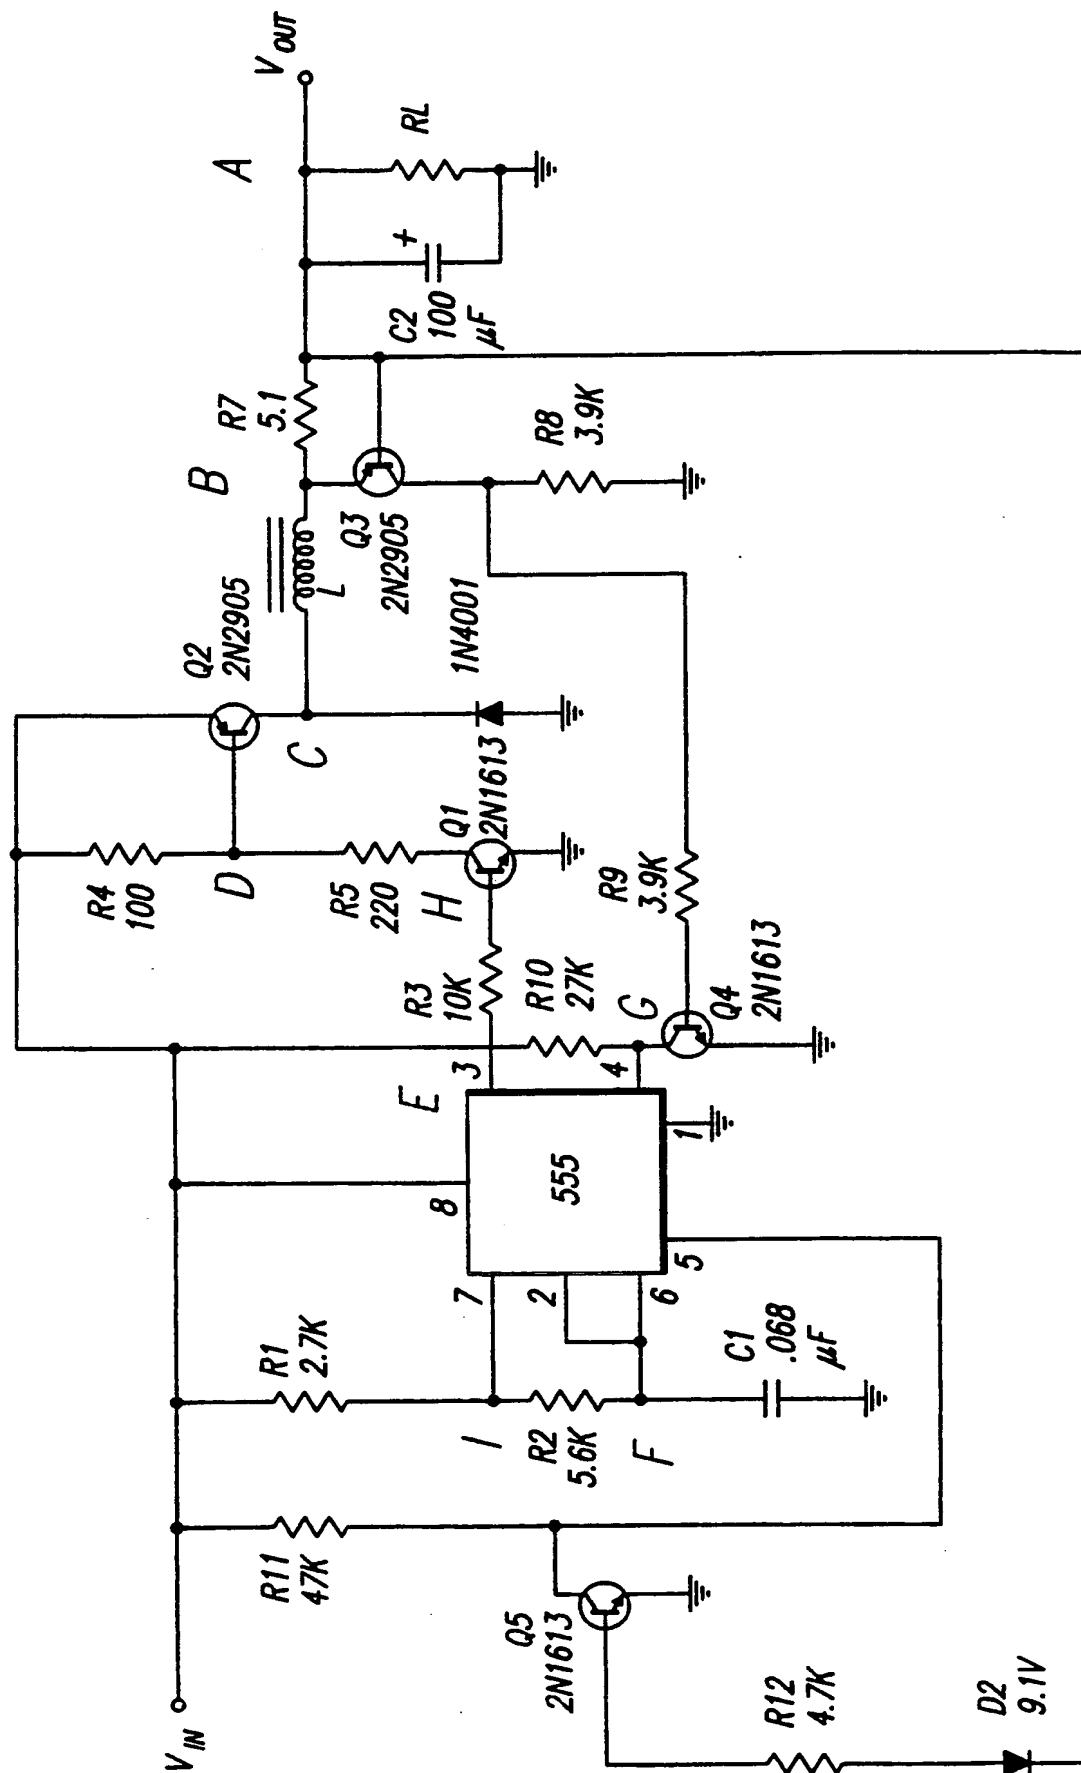 V IN
R11
47K
Q5
2N1613
R12
4.7K
D2
9.1V
R1
2.7K
I
R2
5.6K
F
C1
.068
µF
7
2
6
5
8
555
1
E
3
4
R3
10K
R10
27K
G
Q4
2N1613
R4
100
D
R5
220
H
Q1
2N1613
R9
3.9K
Q2
2N2905
C
1N4001
L
B
Q3
2N2905
R7
5.1
R8
3.9K
C2
100
µF
+
A
RL
V OUT